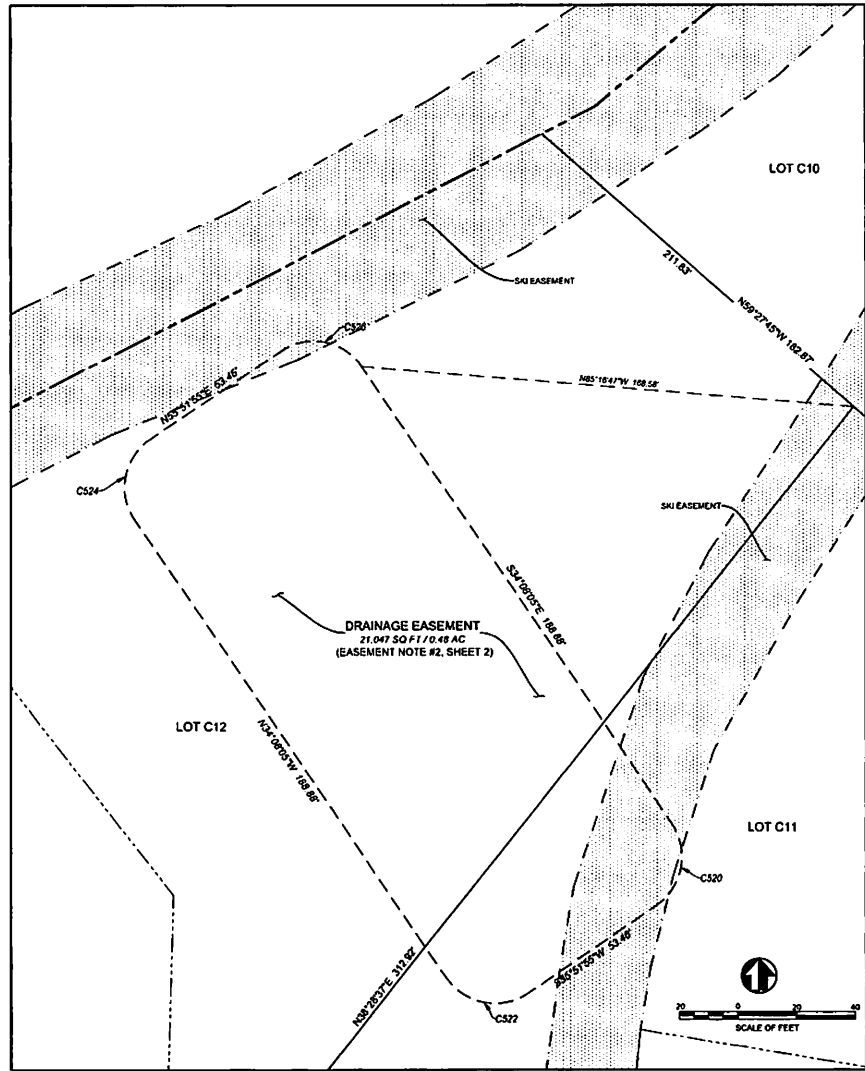 LOT C10
SKI EASEMENT
211.83'
N59°27'45"W 182.87'
C526
N85°16'47"W 168.58'
N55°51'55"E 53.46'
C524
SKI EASEMENT
S34°08'05"E 188.88'
DRAINAGE EASEMENT
21,047 SQ FT / 0.48 AC
(EASEMENT NOTE #2, SHEET 2)
LOT C12
N34°08'05"W 188.88'
LOT C11
C520
S55°51'55"W 53.46'
N38°28'37"E 312.92'
C522
20 0 20 40
SCALE OF FEET